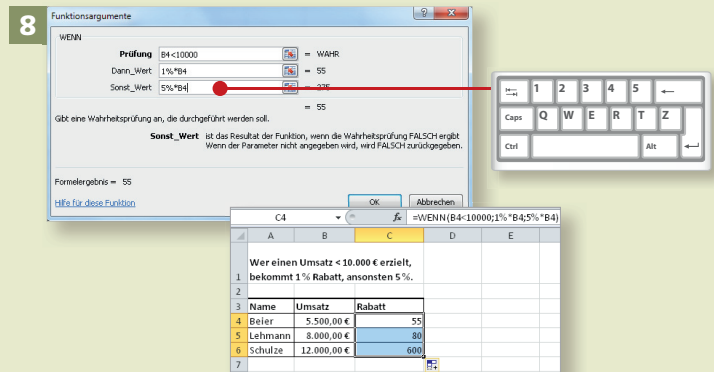 8
Funktionsargumente
WENN
Prüfung B4<10000 = WAHR
Dann_Wert 1%*B4 = 55
Sonst_Wert 5%*B4 = 275
= 55
Gibt eine Wahrheitsprüfung an, die durchgeführt werden soll.
Sonst_Wert ist das Resultat der Funktion, wenn die Wahrheitsprüfung FALSCH ergibt
Wenn der Parameter nicht angegeben wird, wird FALSCH zurückgegeben.
Formelergebnis = 55
Hilfe für diese Funktion OK Abbrechen
1 2 3 4 5
Caps Q W E R T Z
Ctrl Alt
C4 fx =WENN(B4<10000;1%*B4;5%*B4)
A B C D E
Wer einen Umsatz < 10.000 € erzielt,
1 bekommt 1% Rabatt, ansonsten 5%.
2
3 Name Umsatz Rabatt
4 Beier 5.500,00 € 55
5 Lehmann 8.000,00 € 80
6 Schulze 12.000,00 € 600
7